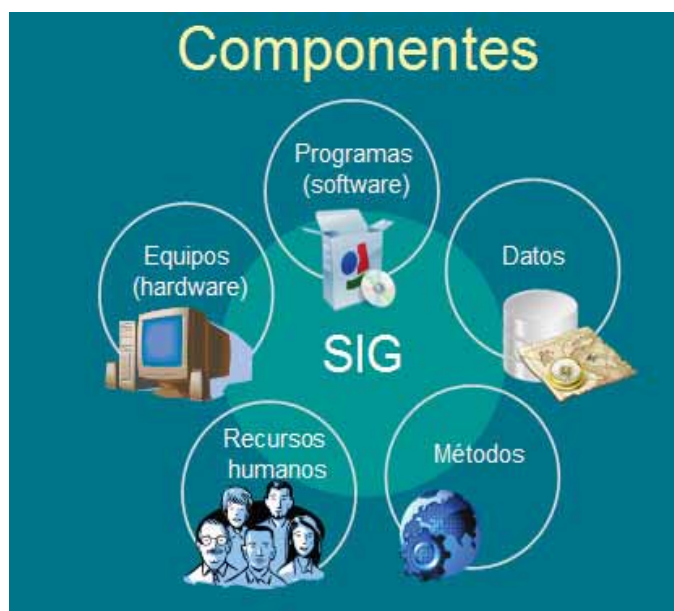 Componentes
Programas
(software)
Equipos
(hardware)
Datos
SIG
Recursos
humanos
Métodos